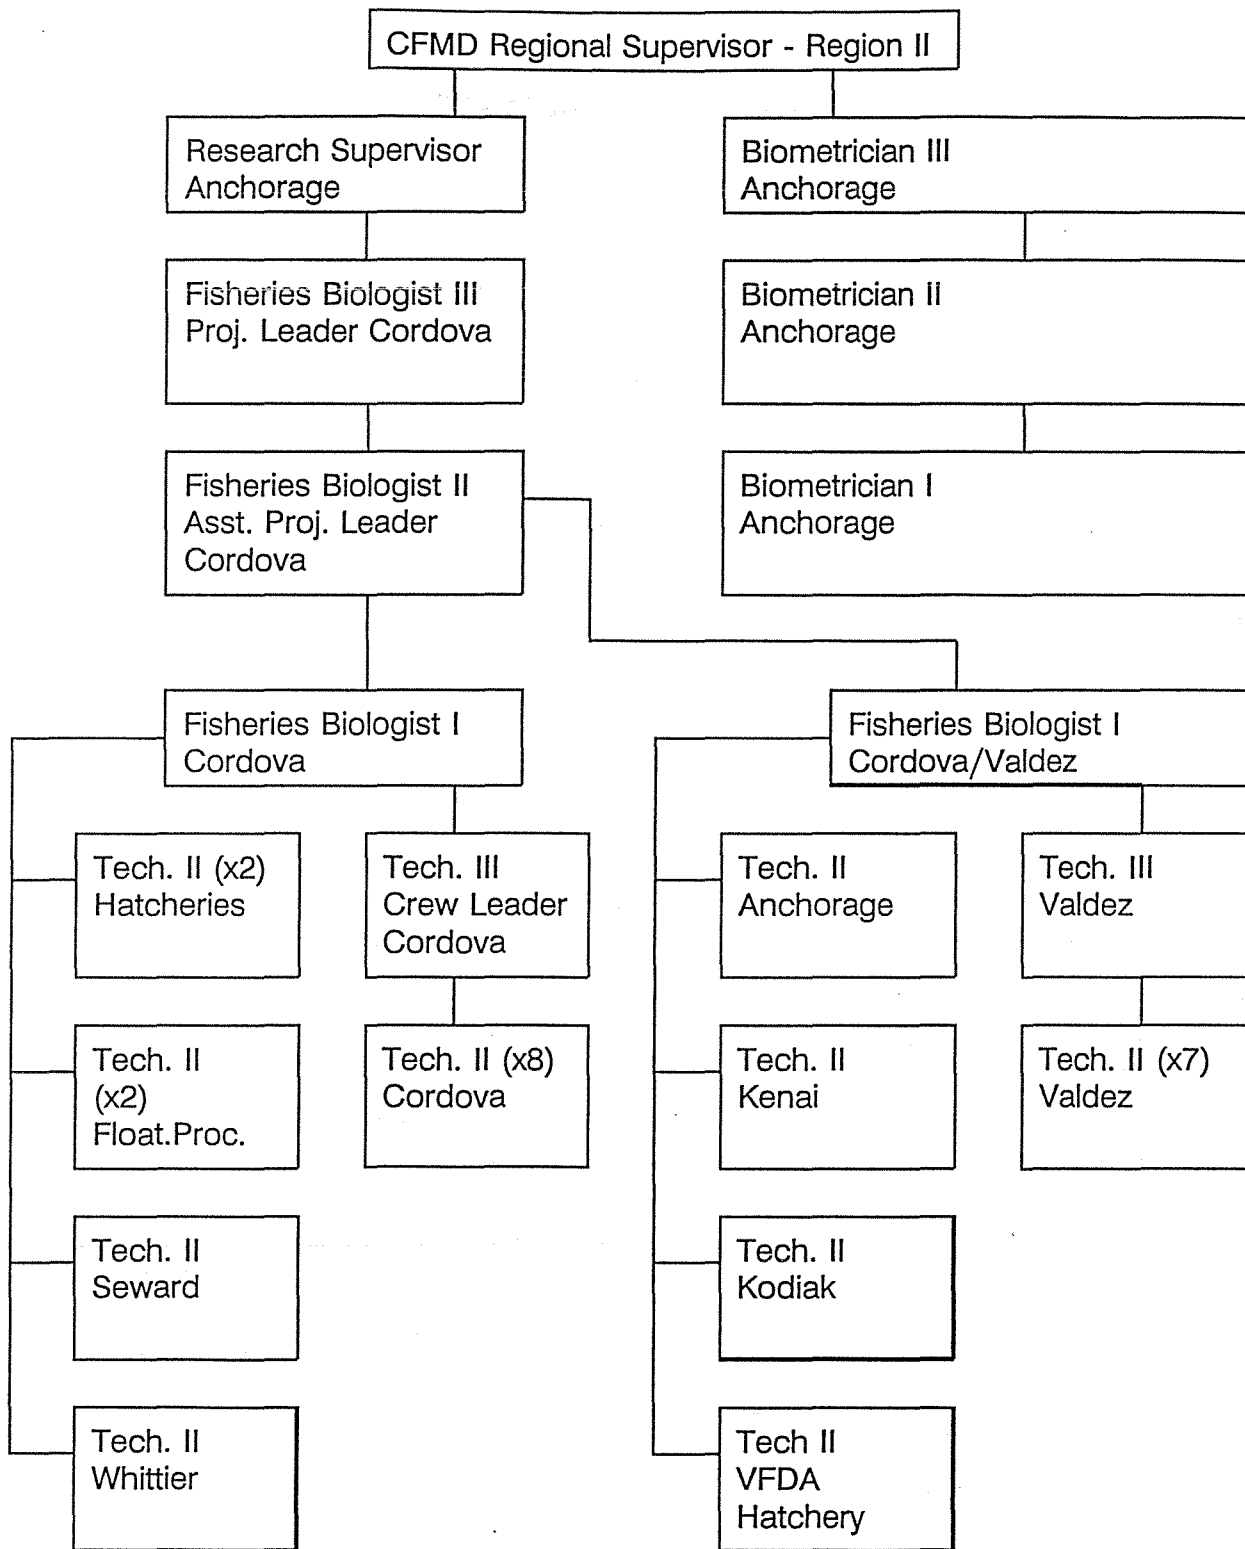 CFMD Regional Supervisor - Region II
Research Supervisor
Anchorage
Biometrician III
Anchorage
Fisheries Biologist III
Proj. Leader Cordova
Biometrician II
Anchorage
Fisheries Biologist II
Asst. Proj. Leader
Cordova
Biometrician I
Anchorage
Fisheries Biologist I
Cordova
Fisheries Biologist I
Cordova/Valdez
Tech. II (x2)
Hatcheries
Tech. III
Crew Leader
Cordova
Tech. II
Anchorage
Tech. III
Valdez
Tech. II
(x2)
Float.Proc.
Tech. II (x8)
Cordova
Tech. II
Kenai
Tech. II (x7)
Valdez
Tech. II
Seward
Tech. II
Kodiak
Tech. II
Whittier
Tech II
VFDA
Hatchery